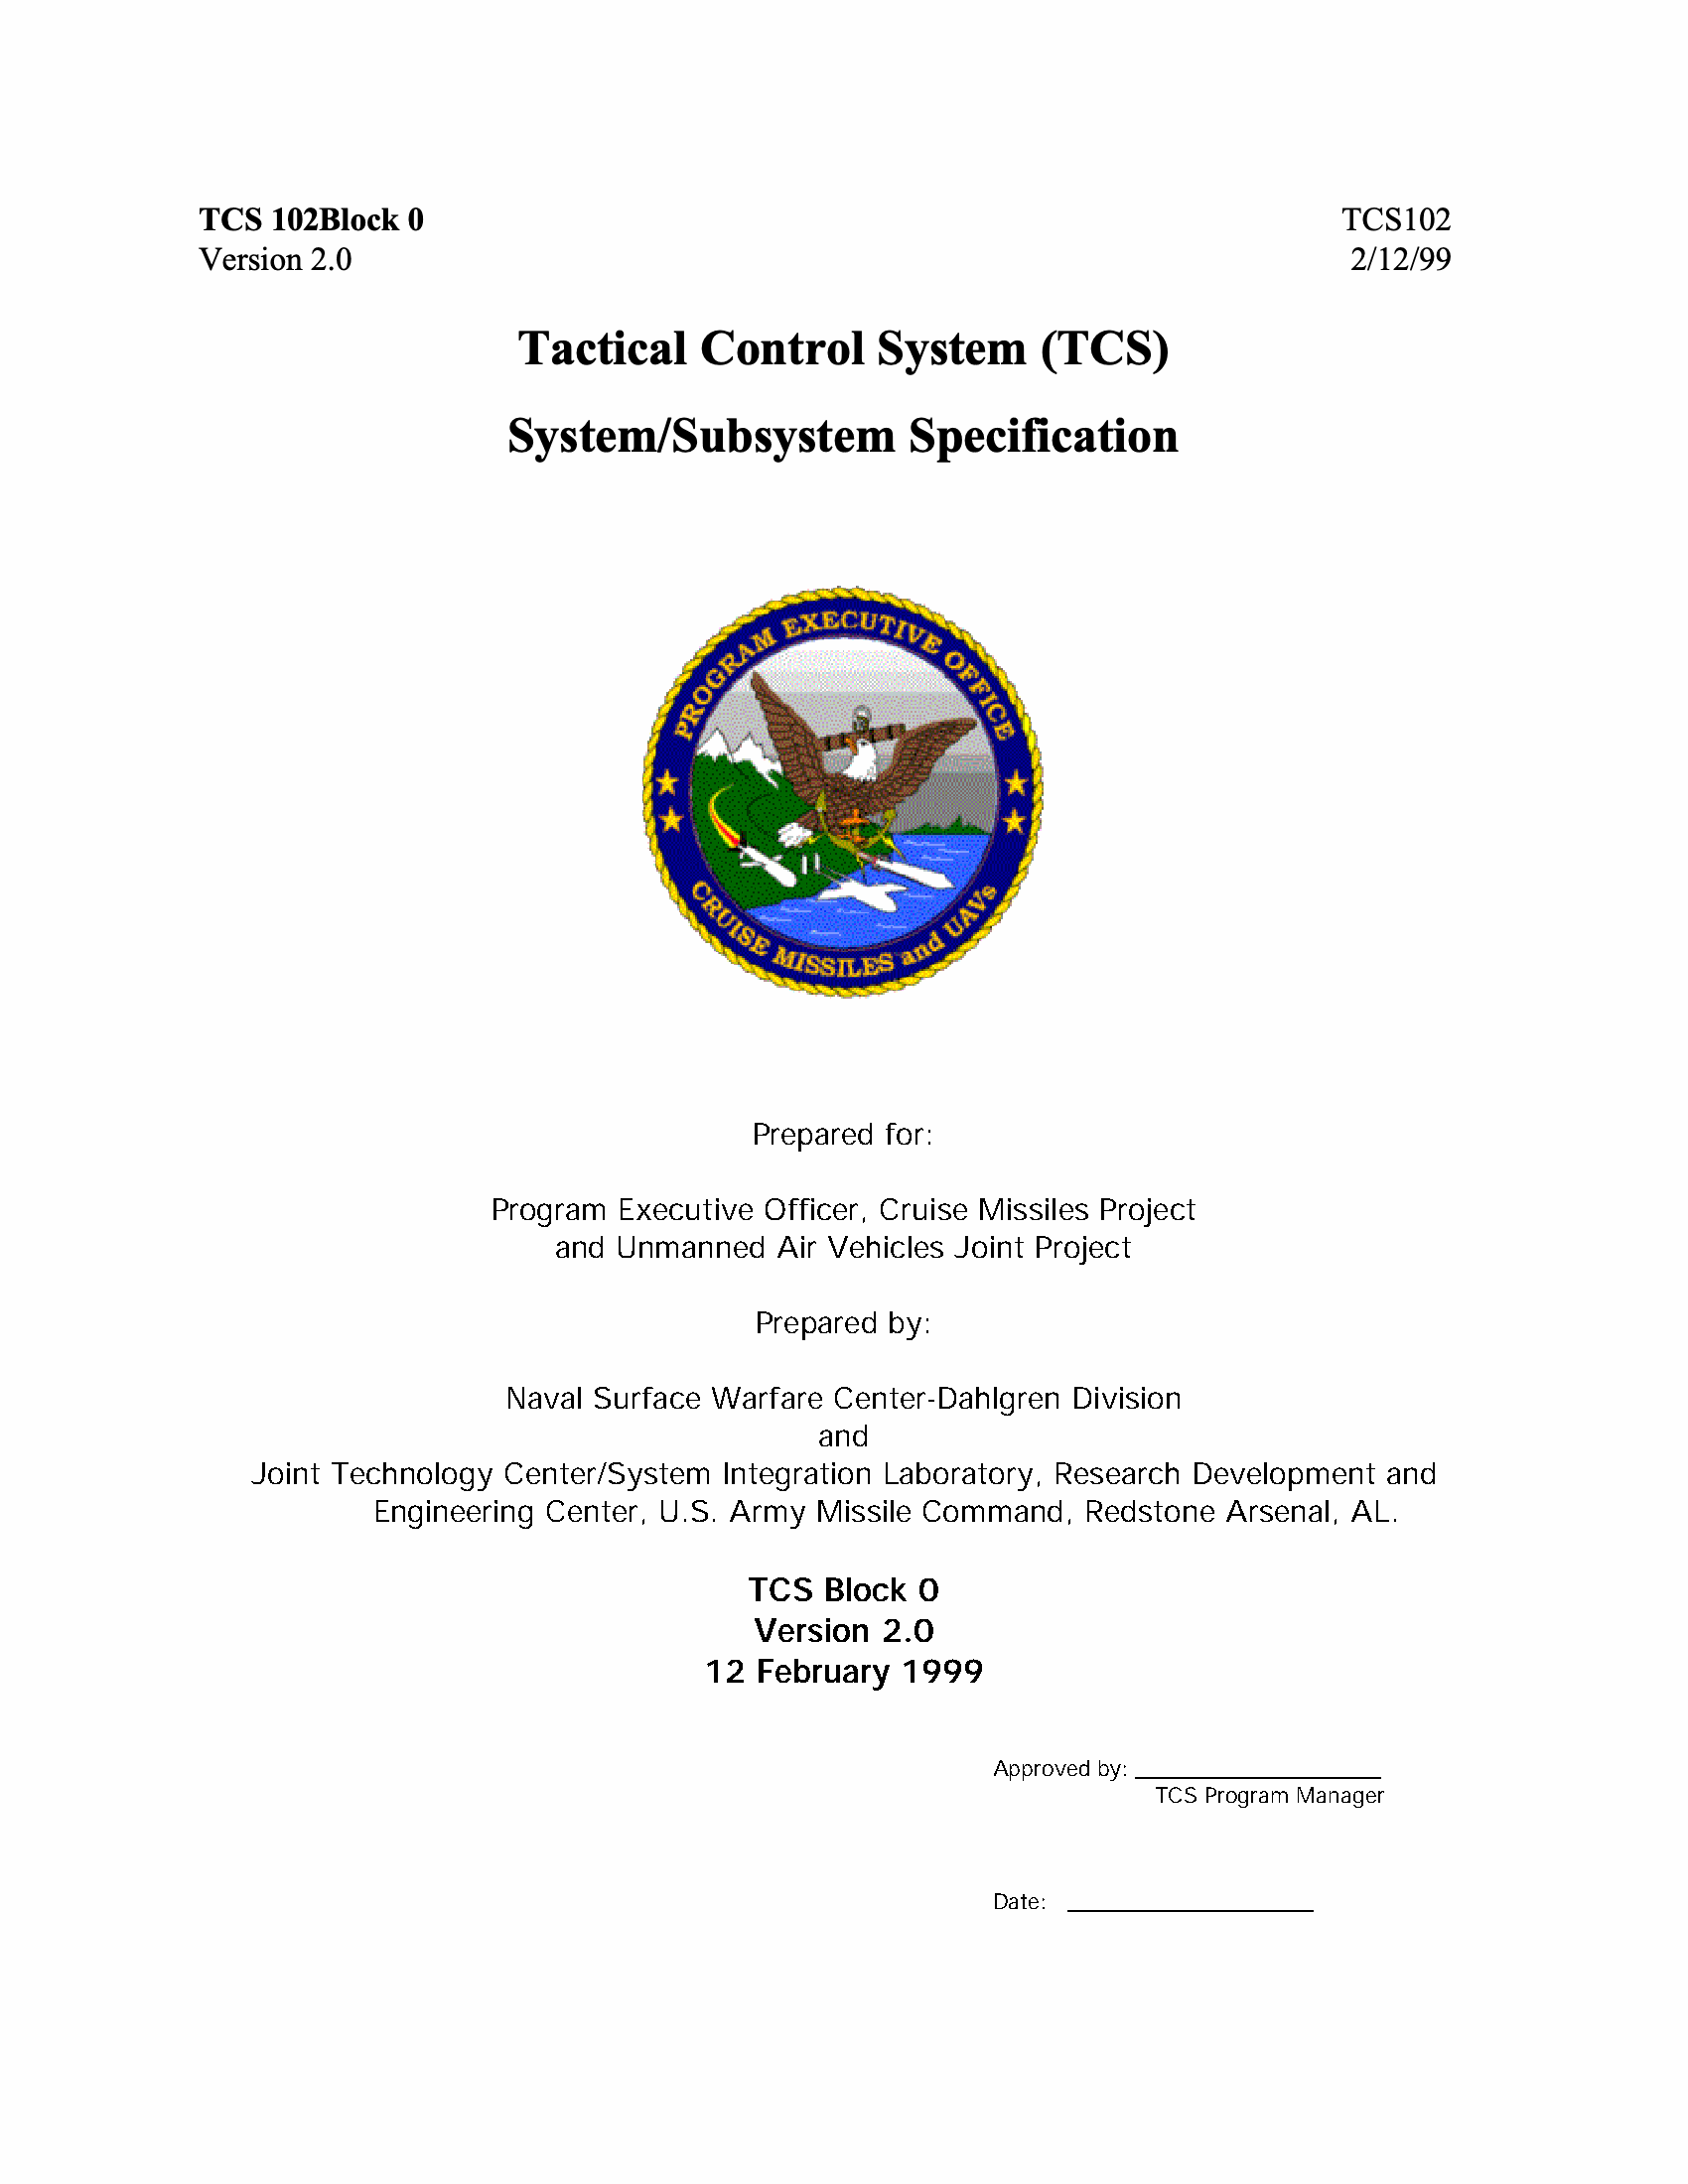 TCS 102Block 0 TCS102
Version 2.0 2/12/99
Tactical Control System (TCS)
System/Subsystem Specification
PROGRAM EXECUTIVE OFFICE
CRUISE MISSILES and UAVs
Prepared for:
Program Executive Officer, Cruise Missiles Project
and Unmanned Air Vehicles Joint Project
Prepared by:
Naval Surface Warfare Center-Dahlgren Division
and
Joint Technology Center/System Integration Laboratory, Research Development and
Engineering Center, U.S. Army Missile Command, Redstone Arsenal, AL.
TCS Block 0
Version 2.0
12 February 1999
Approved by: ____________________
TCS Program Manager
Date: ____________________